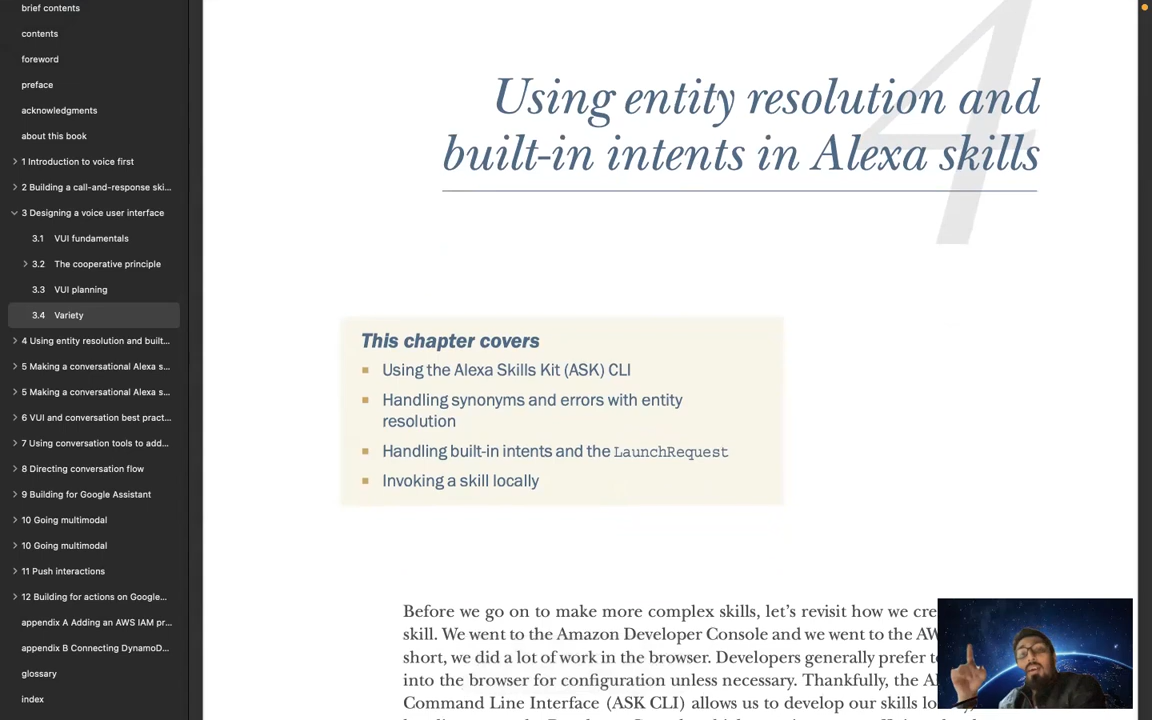 brief contents
contents
foreword
preface
acknowledgments
about this book
1 Introduction to voice first
2 Building a call-and-response ski...
3 Designing a voice user interface
3.1 VUI fundamentals
3.2 The cooperative principle
3.3 VUI planning
3.4 Variety
4 Using entity resolution and built...
5 Making a conversational Alexa s...
5 Making a conversational Alexa s...
6 VUI and conversation best pract...
7 Using conversation tools to add...
8 Directing conversation flow
9 Building for Google Assistant
10 Going multimodal
10 Going multimodal
11 Push interactions
12 Building for actions on Google...
appendix A Adding an AWS IAM pr...
appendix B Connecting DynamoD...
glossary
index
4
Using entity resolution and
built-in intents in Alexa skills
This chapter covers
Using the Alexa Skills Kit (ASK) CLI
Handling synonyms and errors with entity
resolution
Handling built-in intents and the LaunchRequest
Invoking a skill locally
Before we go on to make more complex skills, let's revisit how we cre
skill. We went to the Amazon Developer Console and we went to the AW
short, we did a lot of work in the browser. Developers generally prefer t
into the browser for configuration unless necessary. Thankfully, the Al
Command Line Interface (ASK CLI) allows us to develop our skills lo